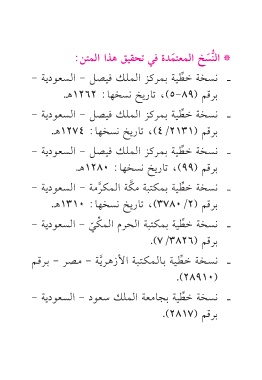 * النُّسَخ المعتمَدة في تحقيق هذا المتن:
ـ نسخة خطِّية بمركز الملك فيصل - السعودية -
برقم (٨٩-٥)، تاريخ نسخها: ١٢٦٢هـ.
ـ نسخة خطِّية بمركز الملك فيصل - السعودية -
برقم (٤/٢١٣١)، تاريخ نسخها: ١٢٧٤هـ.
ـ نسخة خطِّية بمركز الملك فيصل - السعودية -
برقم (٩٩)، تاريخ نسخها: ١٢٨٠هـ.
ـ نسخة خطِّية بمكتبة مكَّة المكرَّمة - السعودية -
برقم (٢/٣٧٨٠)، تاريخ نسخها: ١٣١٠هـ.
ـ نسخة خطِّية بمكتبة الحرم المكّيّ - السعودية -
برقم (٧/٣٨٢٦).
ـ نسخة خطِّية بالمكتبة الأزهريَّة - مصر - برقم
(٢٨٩١٠).
ـ نسخة خطِّية بجامعة الملك سعود - السعودية -
برقم (٢٨١٧).